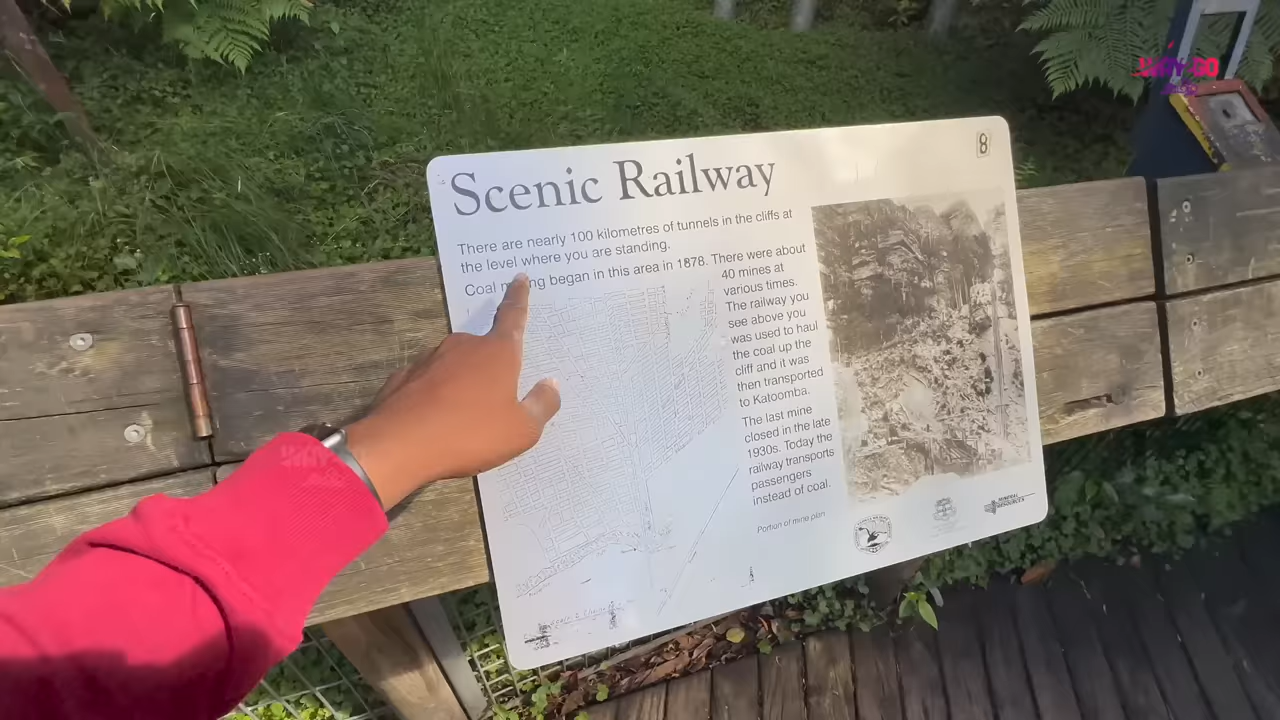 8
Scenic Railway
There are nearly 100 kilometres of tunnels in the cliffs at
the level where you are standing.
Coal m ng began in this area in 1878. There were about
40 mines at
various times.
The railway you
see above you
was used to haul
the coal up the
cliff and it was
then transported
to Katoomba.
The last mine
closed in the late
1930s. Today the
railway transports
passengers
instead of coal.
Portion of mine plan
MINERAL
RESOURCES